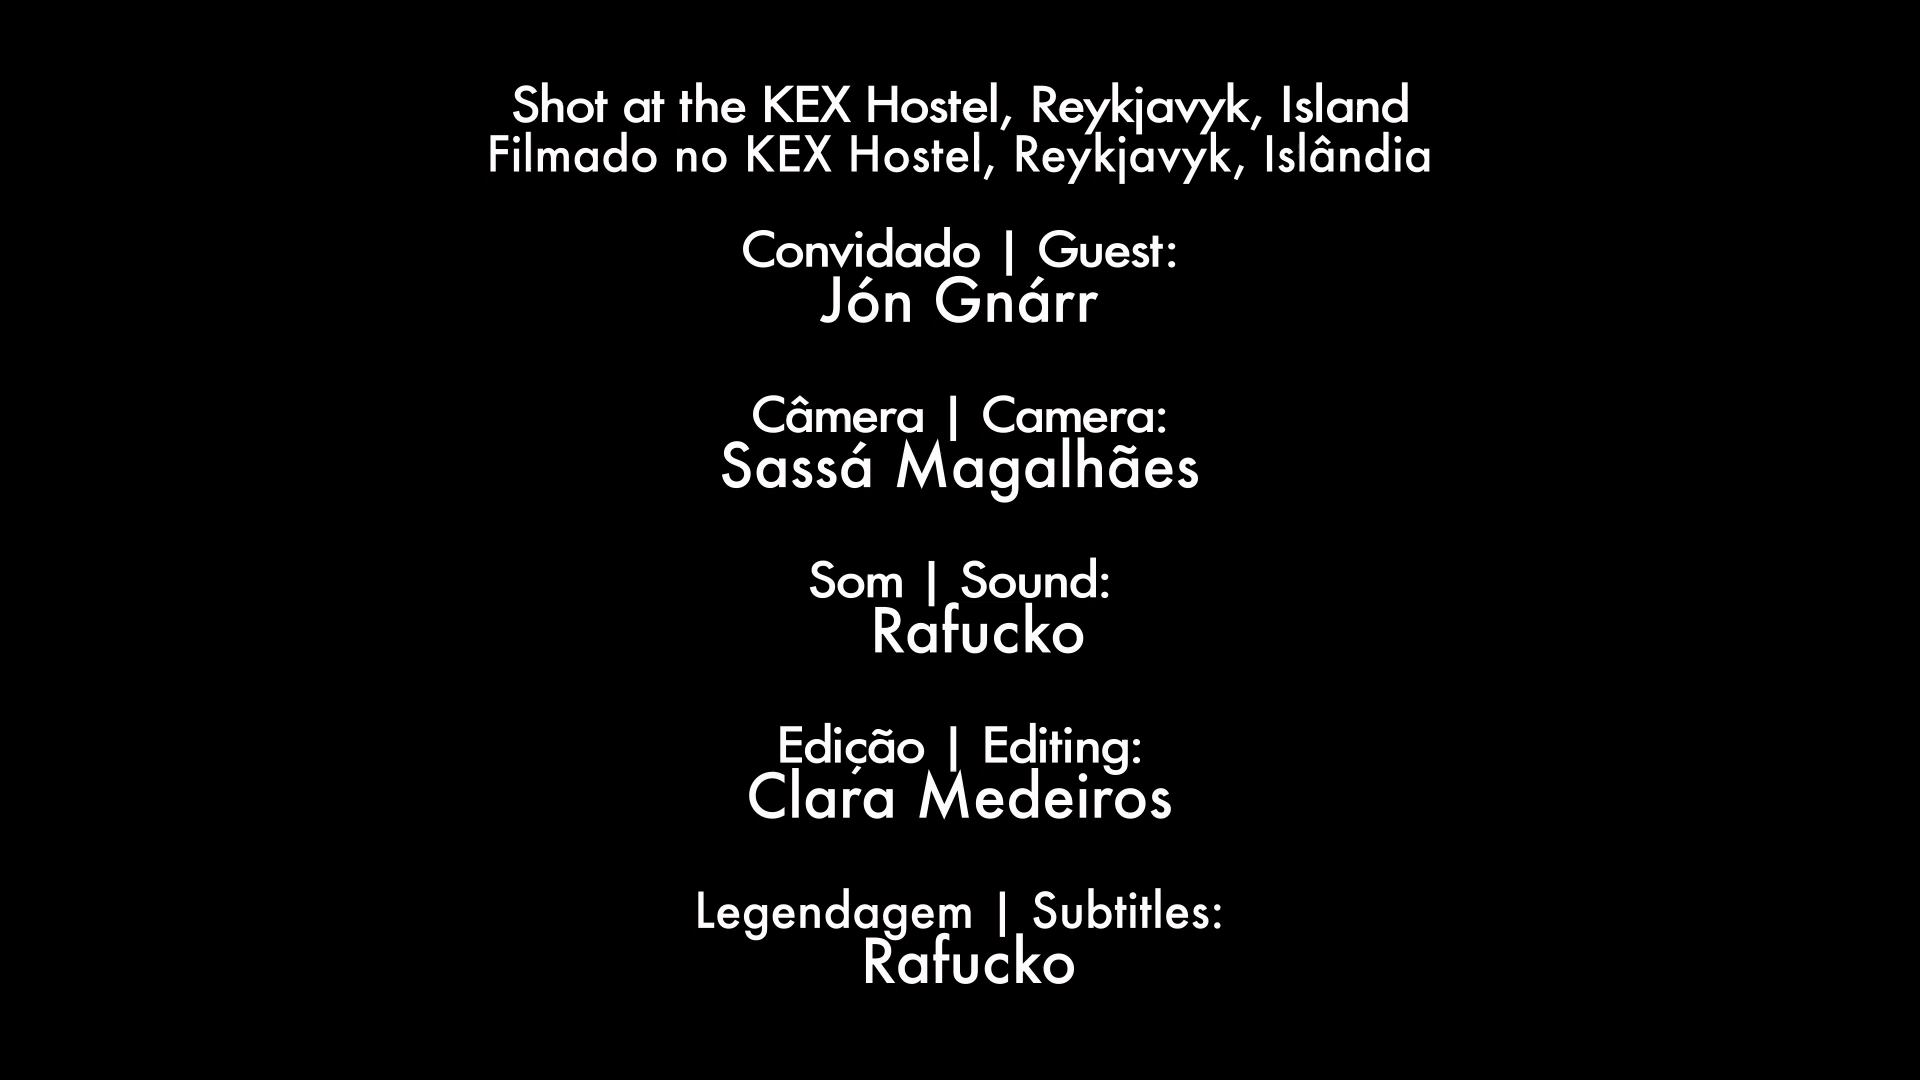 Shot at the KEX Hostel, Reykjavyk, Island
Filmado no KEX Hostel, Reykjavyk, Islândia
Convidado | Guest:
Jón Gnárr
Câmera | Camera:
Sassá Magalhães
Som | Sound:
Rafucko
Edição | Editing:
Clara Medeiros
Legendagem | Subtitles:
Rafucko